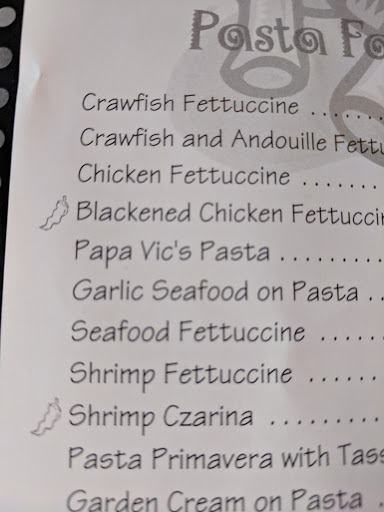 Pasta
Crawfish Fettuccine .......
Crawfish and Andouille
Chicken Fettuccine ........
Blackened Chicken
Papa Vic's Pasta .........
Garlic Seafood on Pasta ..
Seafood Fettuccine ......
Shrimp Fettuccine ......
Shrimp Czarina .........
Pasta Primavera with
Garden Cream on Pasta .